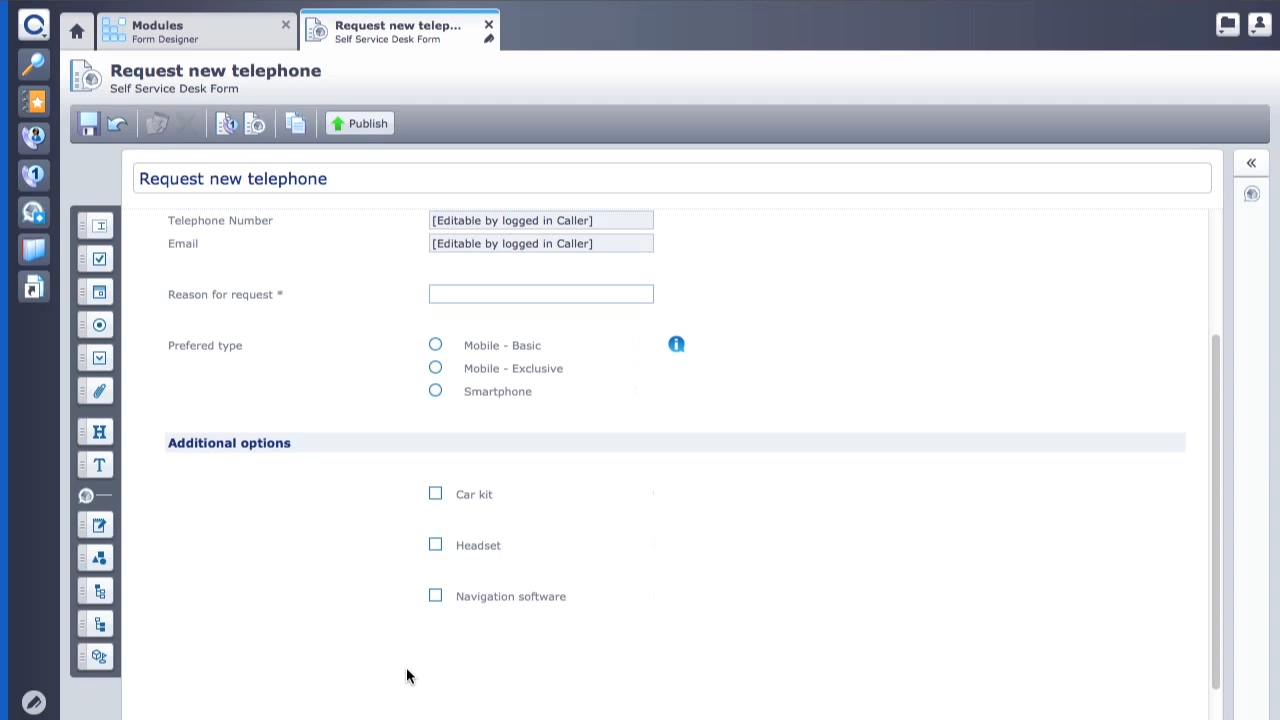 Modules
Form Designer
Request new telep...
Self Service Desk Form
Request new telephone
Self Service Desk Form
Publish
Request new telephone
Telephone Number [Editable by logged in Caller]
Email [Editable by logged in Caller]
Reason for request *
Prefered type Mobile - Basic
Mobile - Exclusive
Smartphone
Additional options
Car kit
Headset
Navigation software